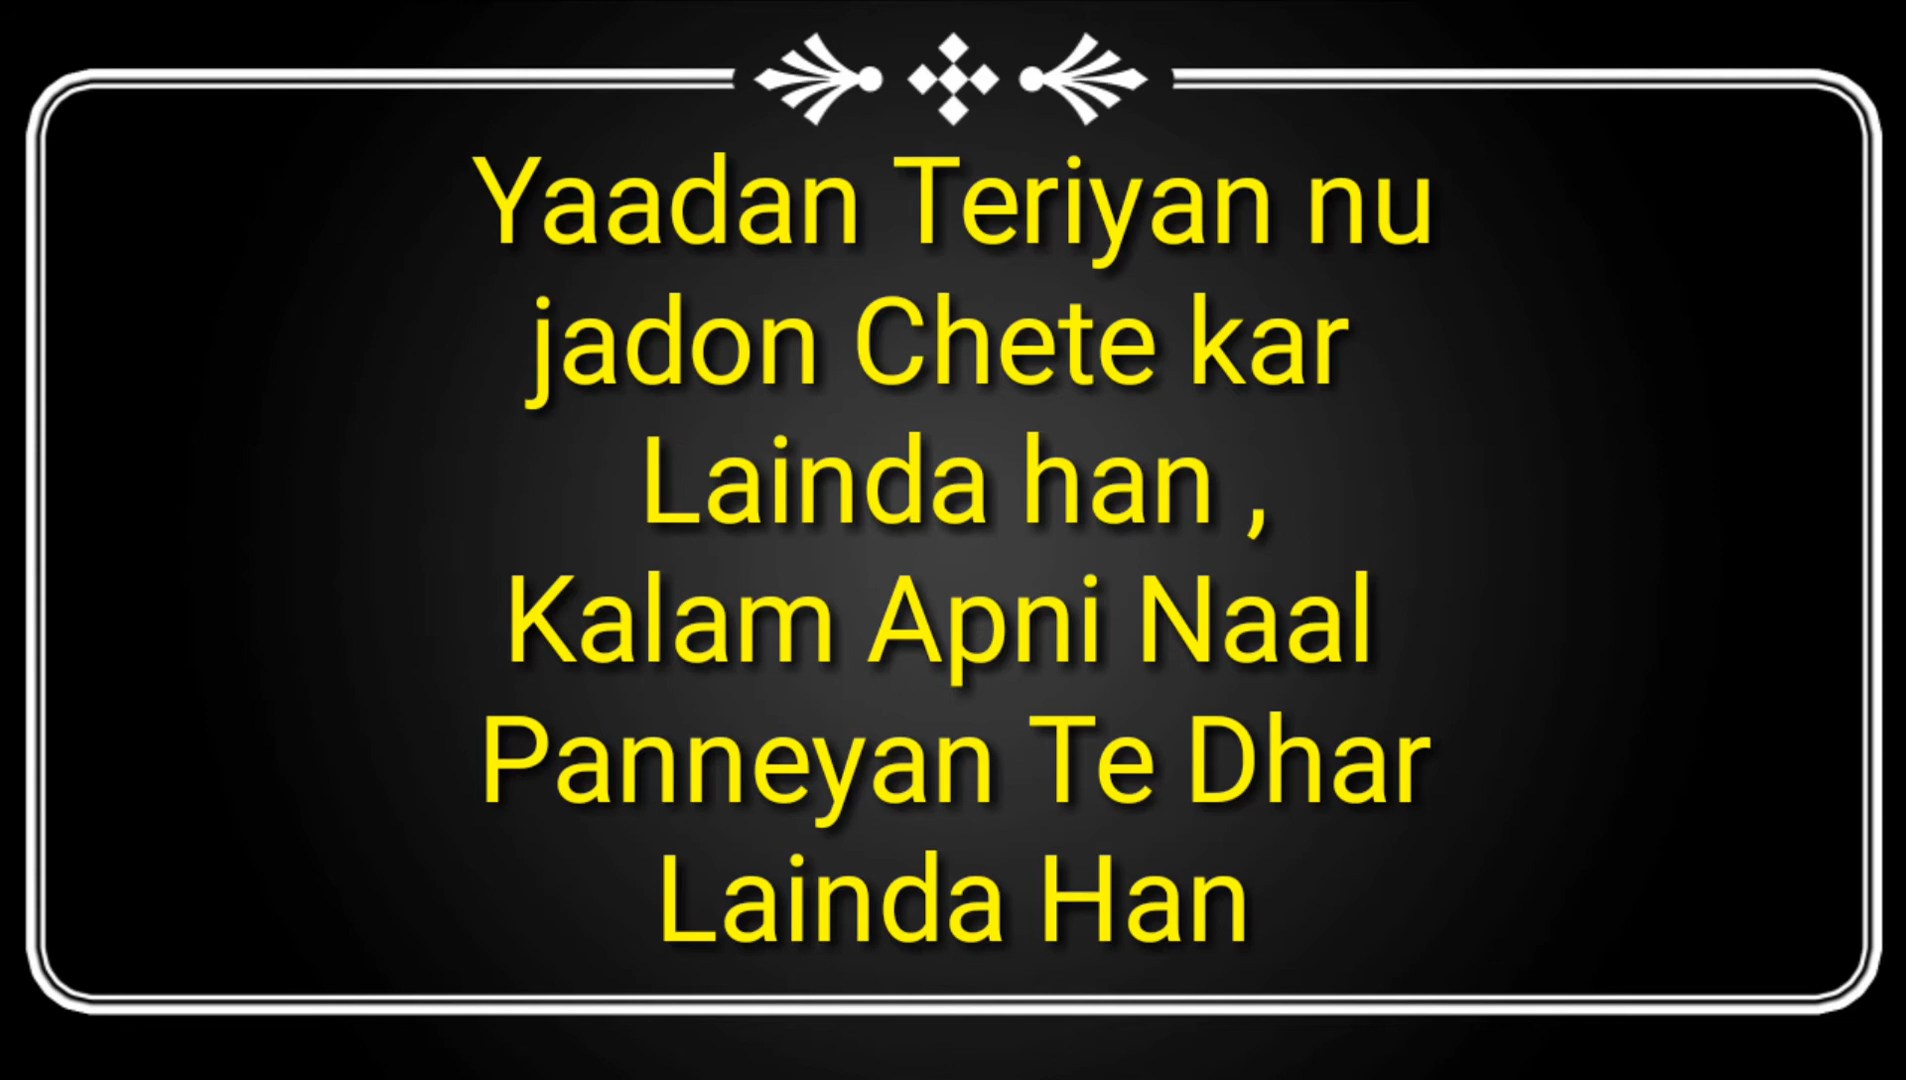 Yaadan Teriyan nu
jadon Chete kar
Lainda han ,
Kalam Apni Naal
Panneyan Te Dhar
Lainda Han